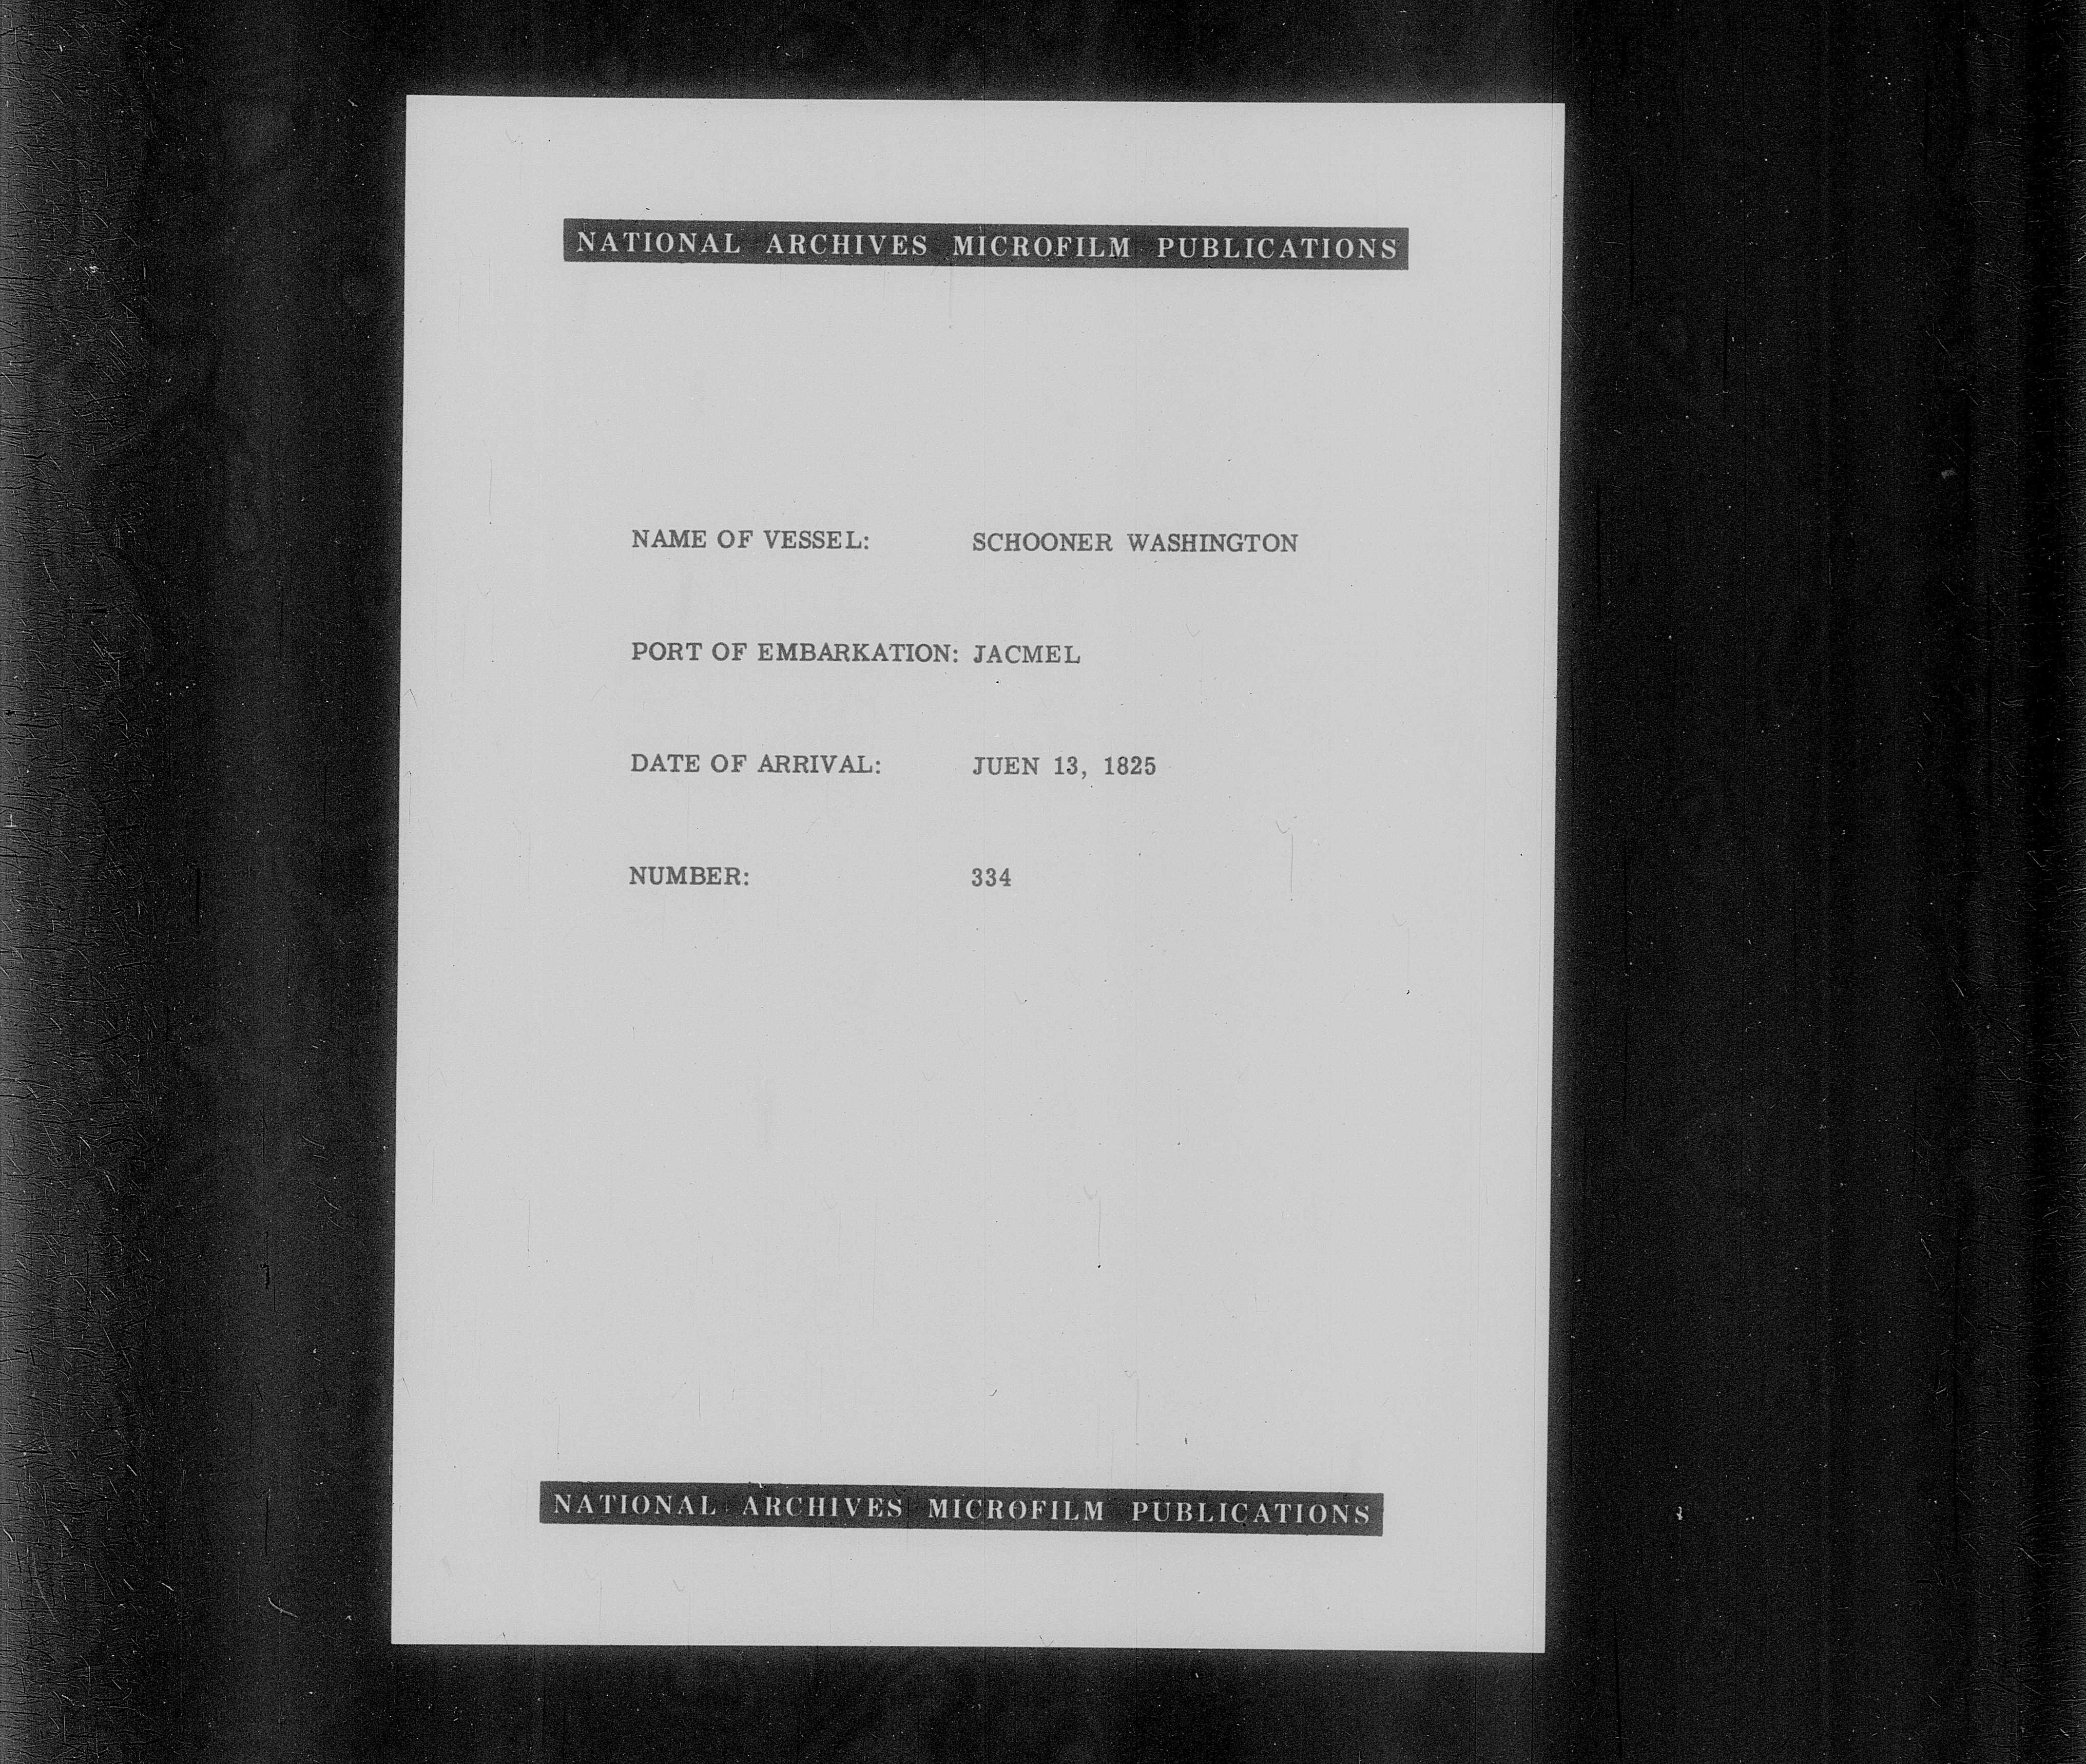 NATIONAL ARCHIVES MICROFILM PUBLICATIONS
NAME OF VESSEL: SCHOONER WASHINGTON
PORT OF EMBARKATION: JACMEL
DATE OF ARRIVAL: JUEN 13, 1825
NUMBER: 334
NATIONAL ARCHIVES MICROFILM PUBLICATIONS